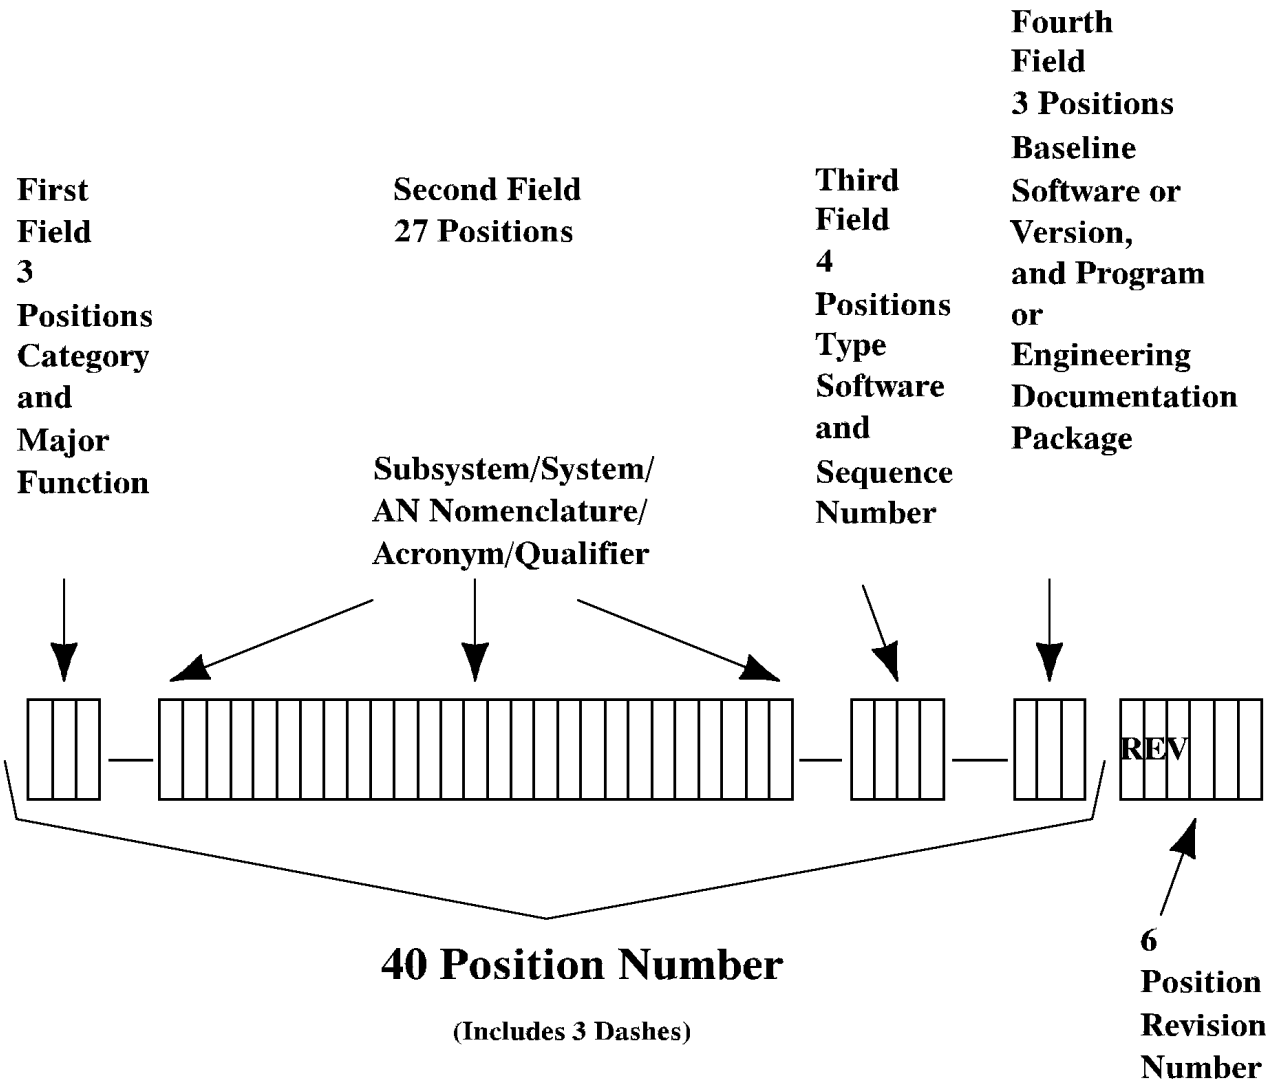 First
Field
3
Positions
Category
and
Major
Function
Second Field
27 Positions
Subsystem/System/
AN Nomenclature/
Acronym/Qualifier
Third
Field
4
Positions
Type
Software
and
Sequence
Number
Fourth
Field
3 Positions
Baseline
Software or
Version,
and Program
or
Engineering
Documentation
Package
REV
40 Position Number
(Includes 3 Dashes)
6
Position
Revision
Number